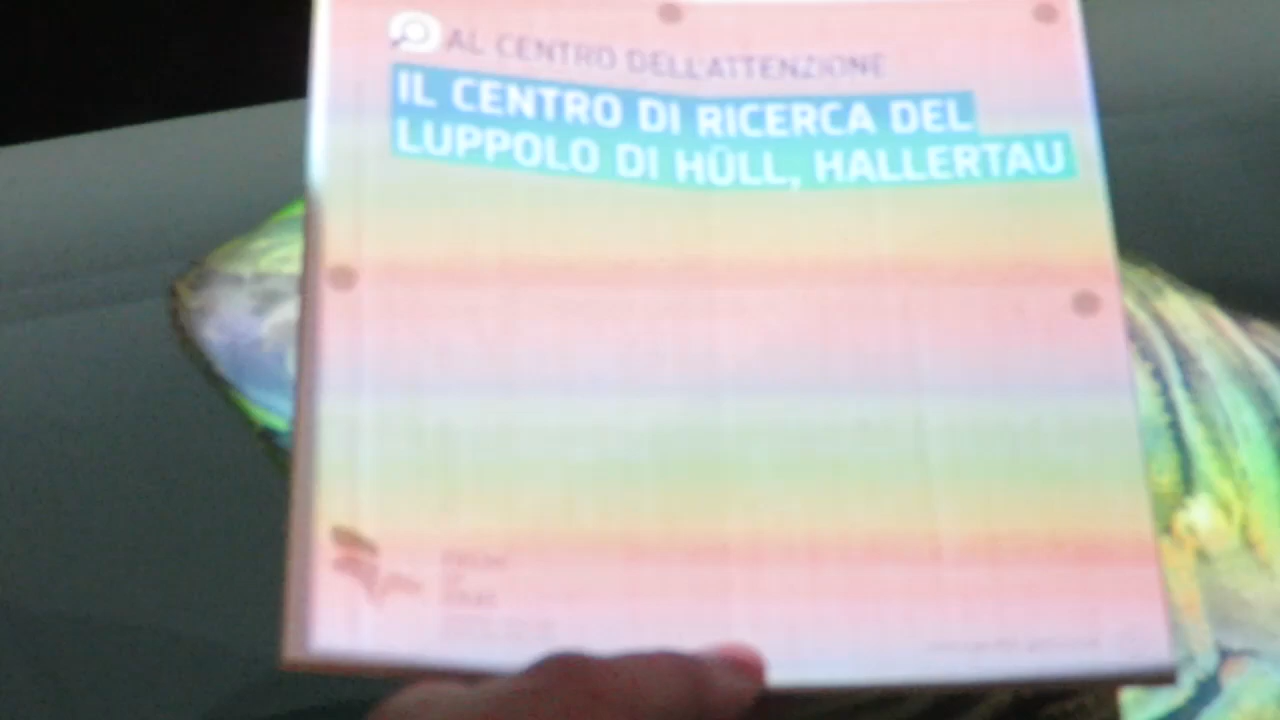 AL CENTRO DELL'ATTENZIONE
IL CENTRO DI RICERCA DEL
LUPPOLO DI HÜLL, HALLERTAU